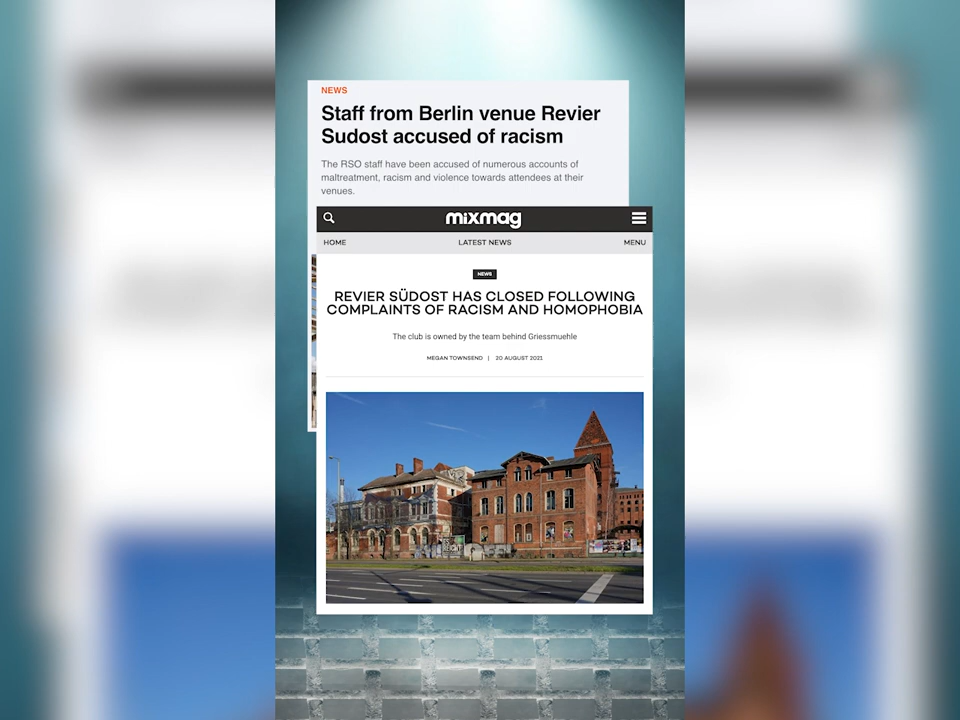 NEWS
Staff from Berlin venue Revier
Sudost accused of racism
The RSO staff have been accused of numerous accounts of
maltreatment, racism and violence towards attendees at their
venues.
mixmag
HOME LATEST NEWS MENU
NEWS
REVIER SÜDOST HAS CLOSED FOLLOWING
COMPLAINTS OF RACISM AND HOMOPHOBIA
The club is owned by the team behind Griessmuehle
MEGAN TOWNSEND | 20 AUGUST 2021